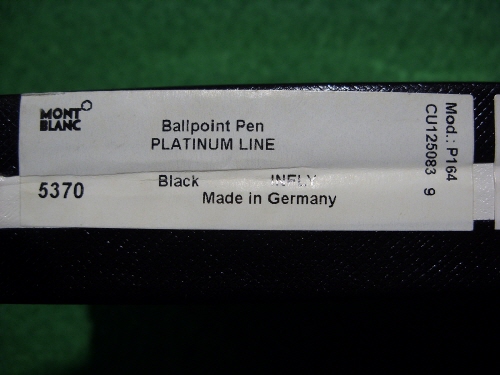 MONT
BLANC
Ballpoint Pen
PLATINUM LINE
5370
Black
Made in Germany
Mod.: P164
CU125083 9